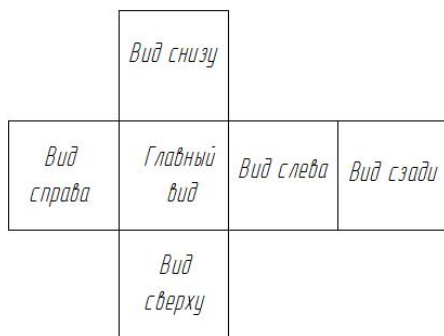 Вид снизу
Вид
справа
Главный
вид
Вид слева
Вид сзади
Вид
сверху